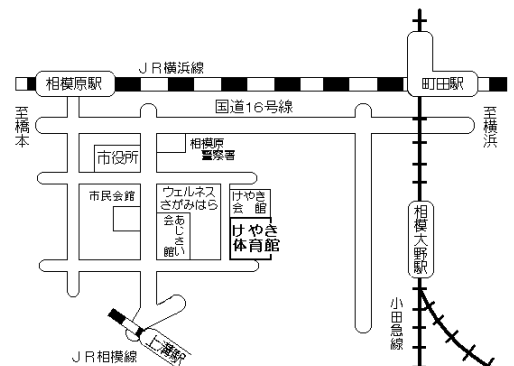 JR横浜線
相模原駅
町田駅
至橋本
国道16号線
至横浜
市役所
相模原
警察署
市民会館
ウェルネス
さがみはら
けやき
会館
あじさい
会館
けやき
体育館
相模大野駅
小田急線
上溝駅
JR相模線